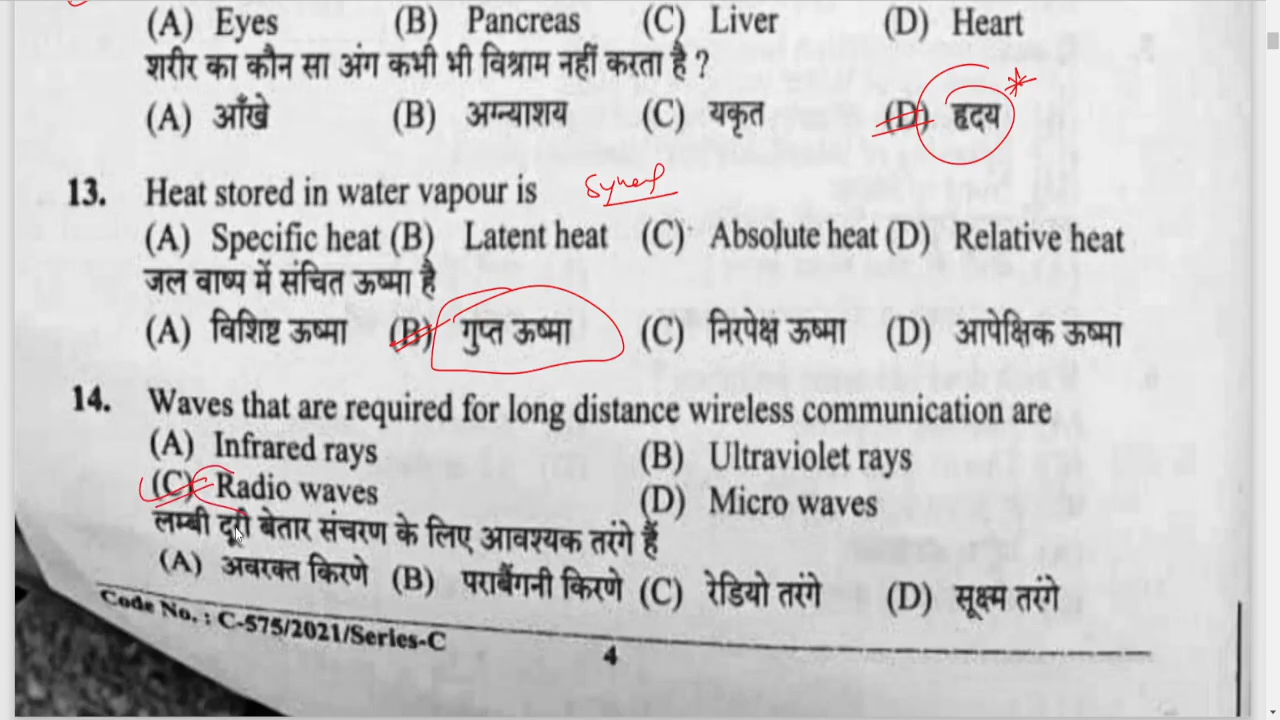 (A) Eyes (B) Pancreas (C) Liver (D) Heart
शरीर का कौन सा अंग कभी भी विश्राम नहीं करता है ?
(A) आँखे (B) अग्न्याशय (C) यकृत (D) हृदय
13. Heat stored in water vapour is
(A) Specific heat (B) Latent heat (C) Absolute heat (D) Relative heat
जल वाष्प में संचित ऊष्मा है
(A) विशिष्ट ऊष्मा (B) गुप्त ऊष्मा (C) निरपेक्ष ऊष्मा (D) आपेक्षिक ऊष्मा
14. Waves that are required for long distance wireless communication are
(A) Infrared rays (B) Ultraviolet rays
(C) Radio waves (D) Micro waves
लम्बी दूरी बेतार संचरण के लिए आवश्यक तरंगे हैं
(A) अवरक्त किरणे (B) पराबैंगनी किरणे (C) रेडियो तरंगे (D) सूक्ष्म तरंगे
Code No. : C-575/2021/Series-C
4